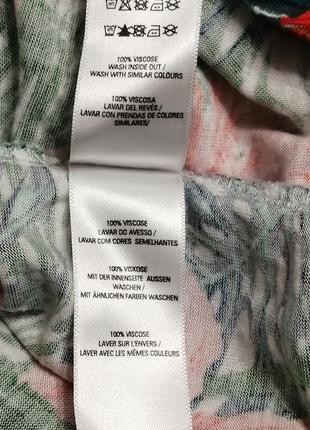 100% VISCOSE
WASH INSIDE OUT /
WASH WITH SIMILAR COLOURS
100% VISCOSA
LAVAR DEL REVÉS /
LAVAR CON PRENDAS DE COLORES
SIMILARES/
100% VISCOSE
LAVAR DO AVESSO /
LAVAR COM CORES SEMELHANTES
100% VISKOSE
MIT DER INNENSEITE AUSSEN
WASCHEN /
MIT ÄHNLICHEN FARBEN WASCHEN
100% VISCOSE
LAVER SUR L'ENVERS /
LAVER AVEC LES MÊMES COULEURS